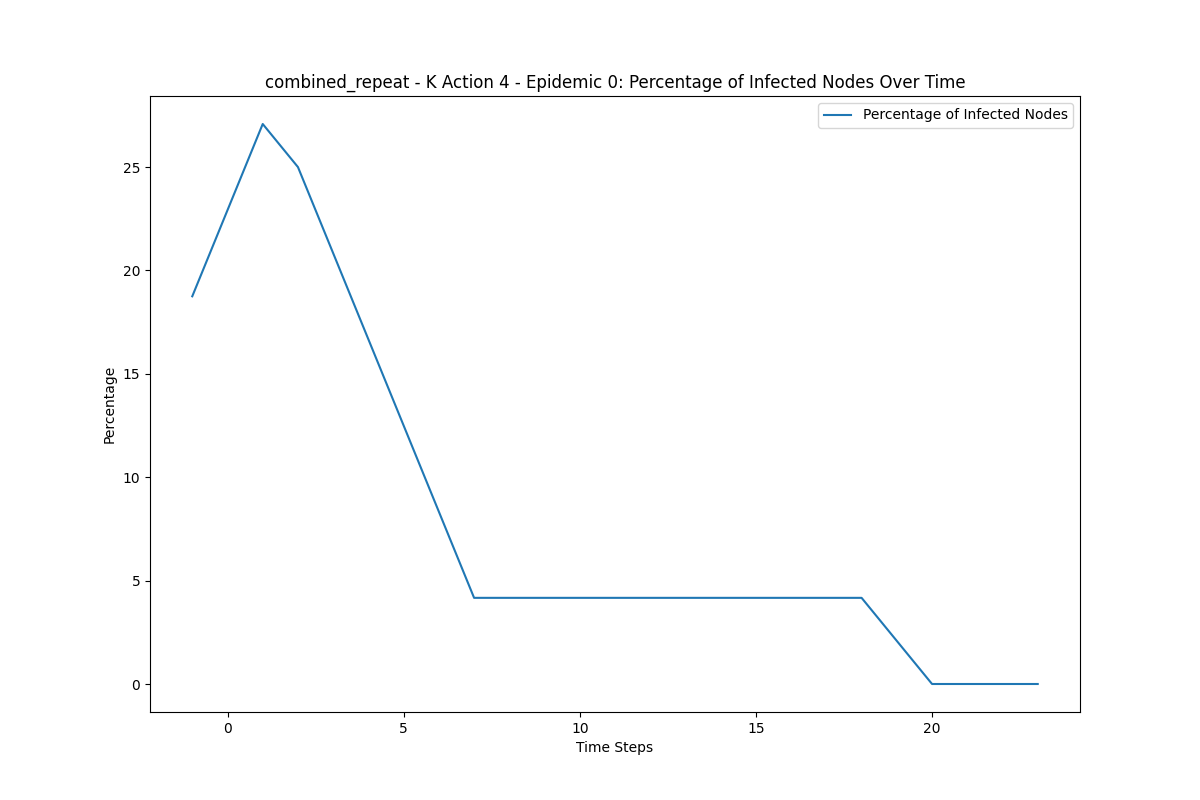 combined_repeat - K Action 4 - Epidemic 0: Percentage of Infected Nodes Over Time
Percentage of Infected Nodes
25
20
15
10
5
0
Percentage
0 5 10 15 20
Time Steps